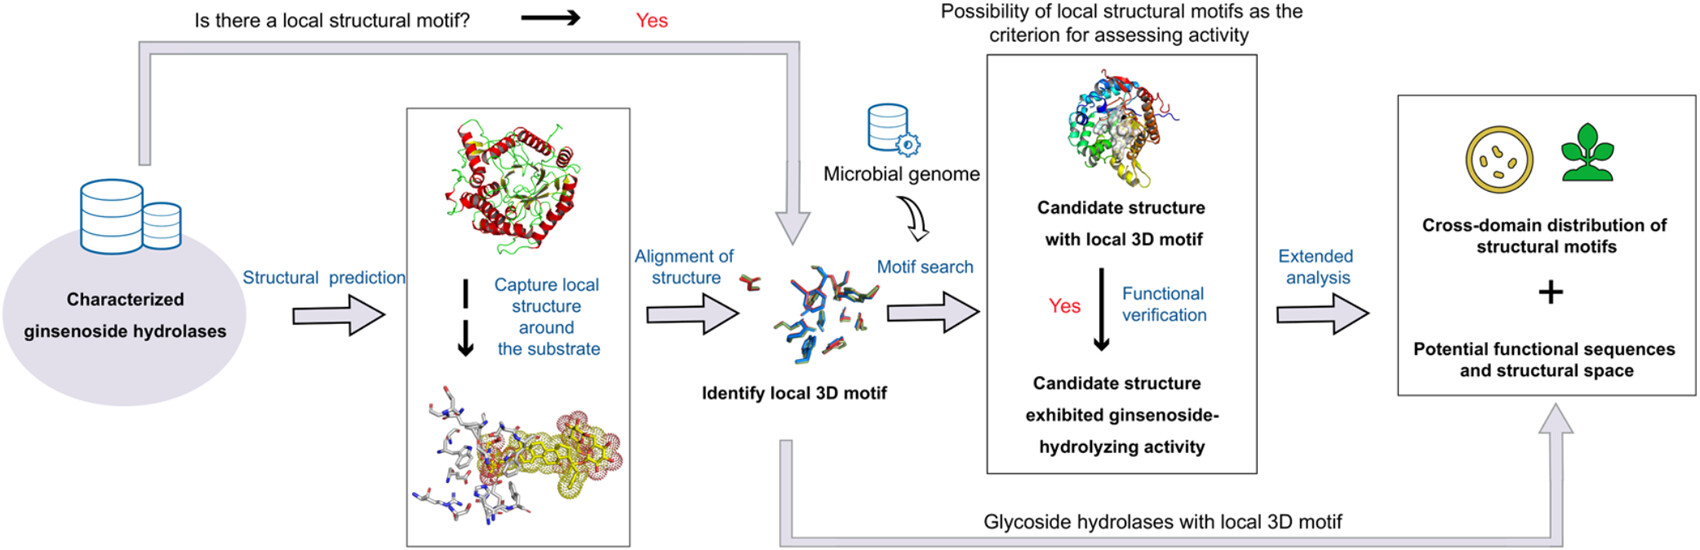 Is there a local structural motif?
Yes
Characterized
ginsenoside hydrolases
Structural prediction
Capture local
structure
around
the substrate
Alignment of
structure
Identify local 3D motif
Microbial genome
Motif search
Possibility of local structural motifs as the
criterion for assessing activity
Candidate structure
with local 3D motif
Yes
Functional
verification
Candidate structure
exhibited ginsenoside-
hydrolyzing activity
Extended
analysis
Cross-domain distribution of
structural motifs
+
Potential functional sequences
and structural space
Glycoside hydrolases with local 3D motif